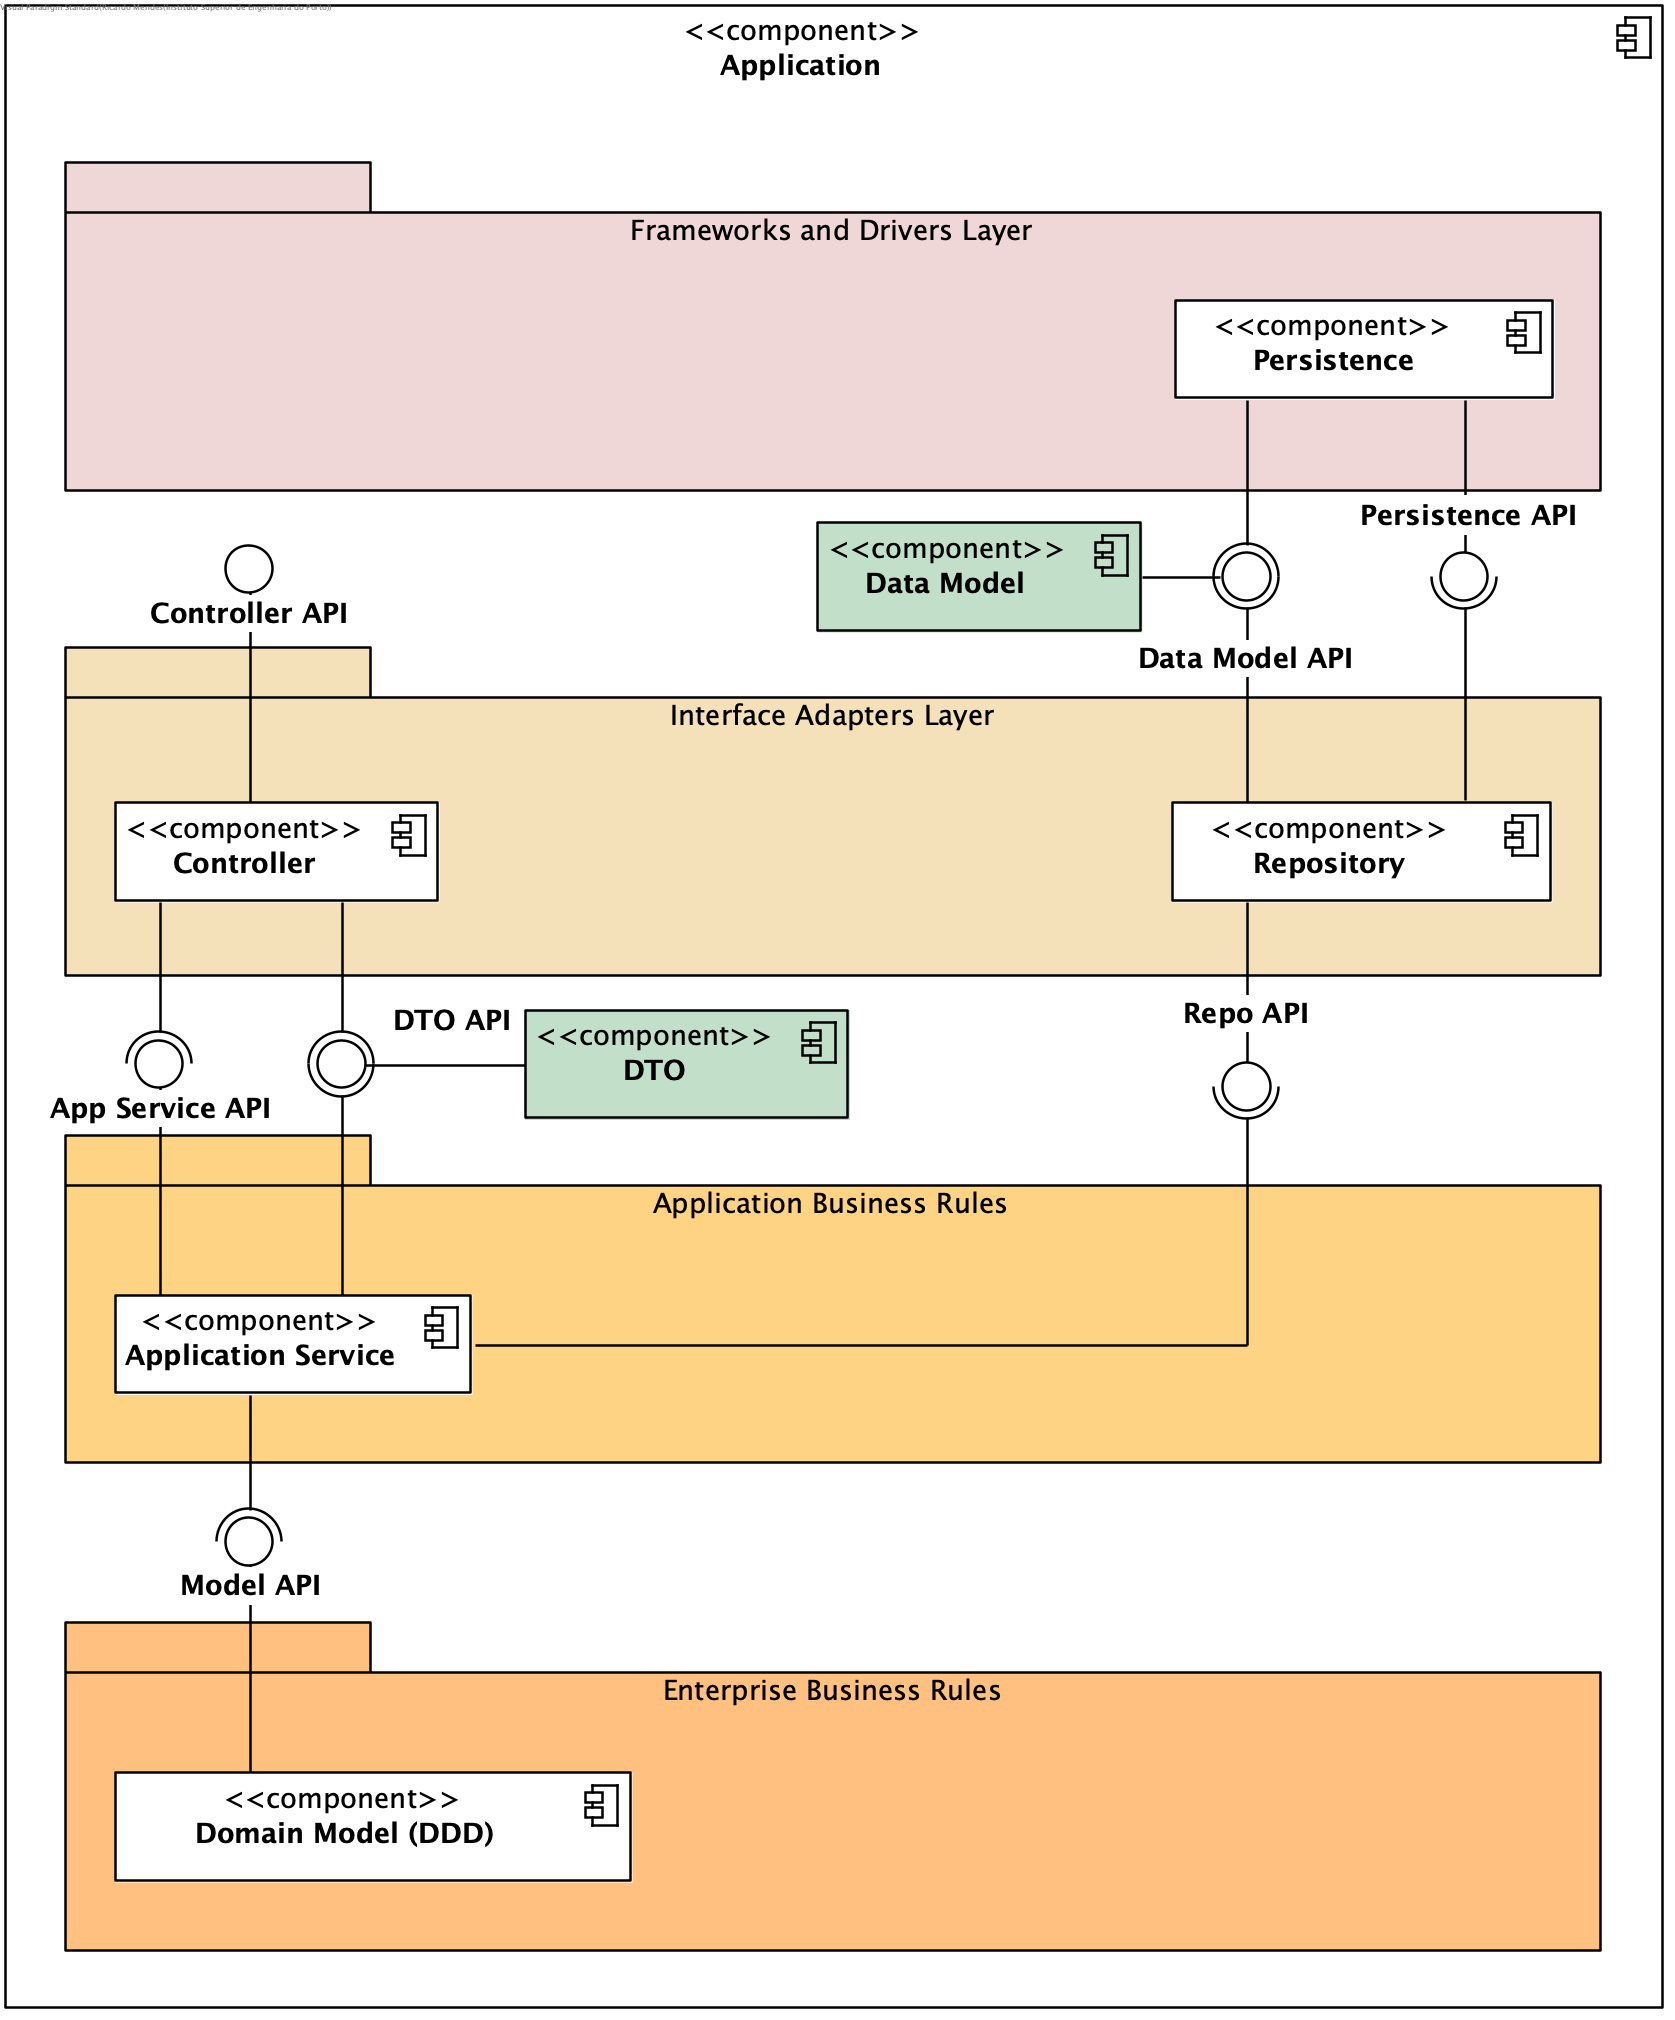 Visual Paradigm Standard(Ricardo Mendes(Instituto Superior de Engenharia do Porto))
<<component>>
Application
Frameworks and Drivers Layer
<<component>>
Persistence
Persistence API
<<component>>
Data Model
Controller API
Data Model API
Interface Adapters Layer
<<component>>
Controller
<<component>>
Repository
DTO API
Repo API
<<component>>
DTO
App Service API
Application Business Rules
<<component>>
Application Service
Model API
Enterprise Business Rules
<<component>>
Domain Model (DDD)